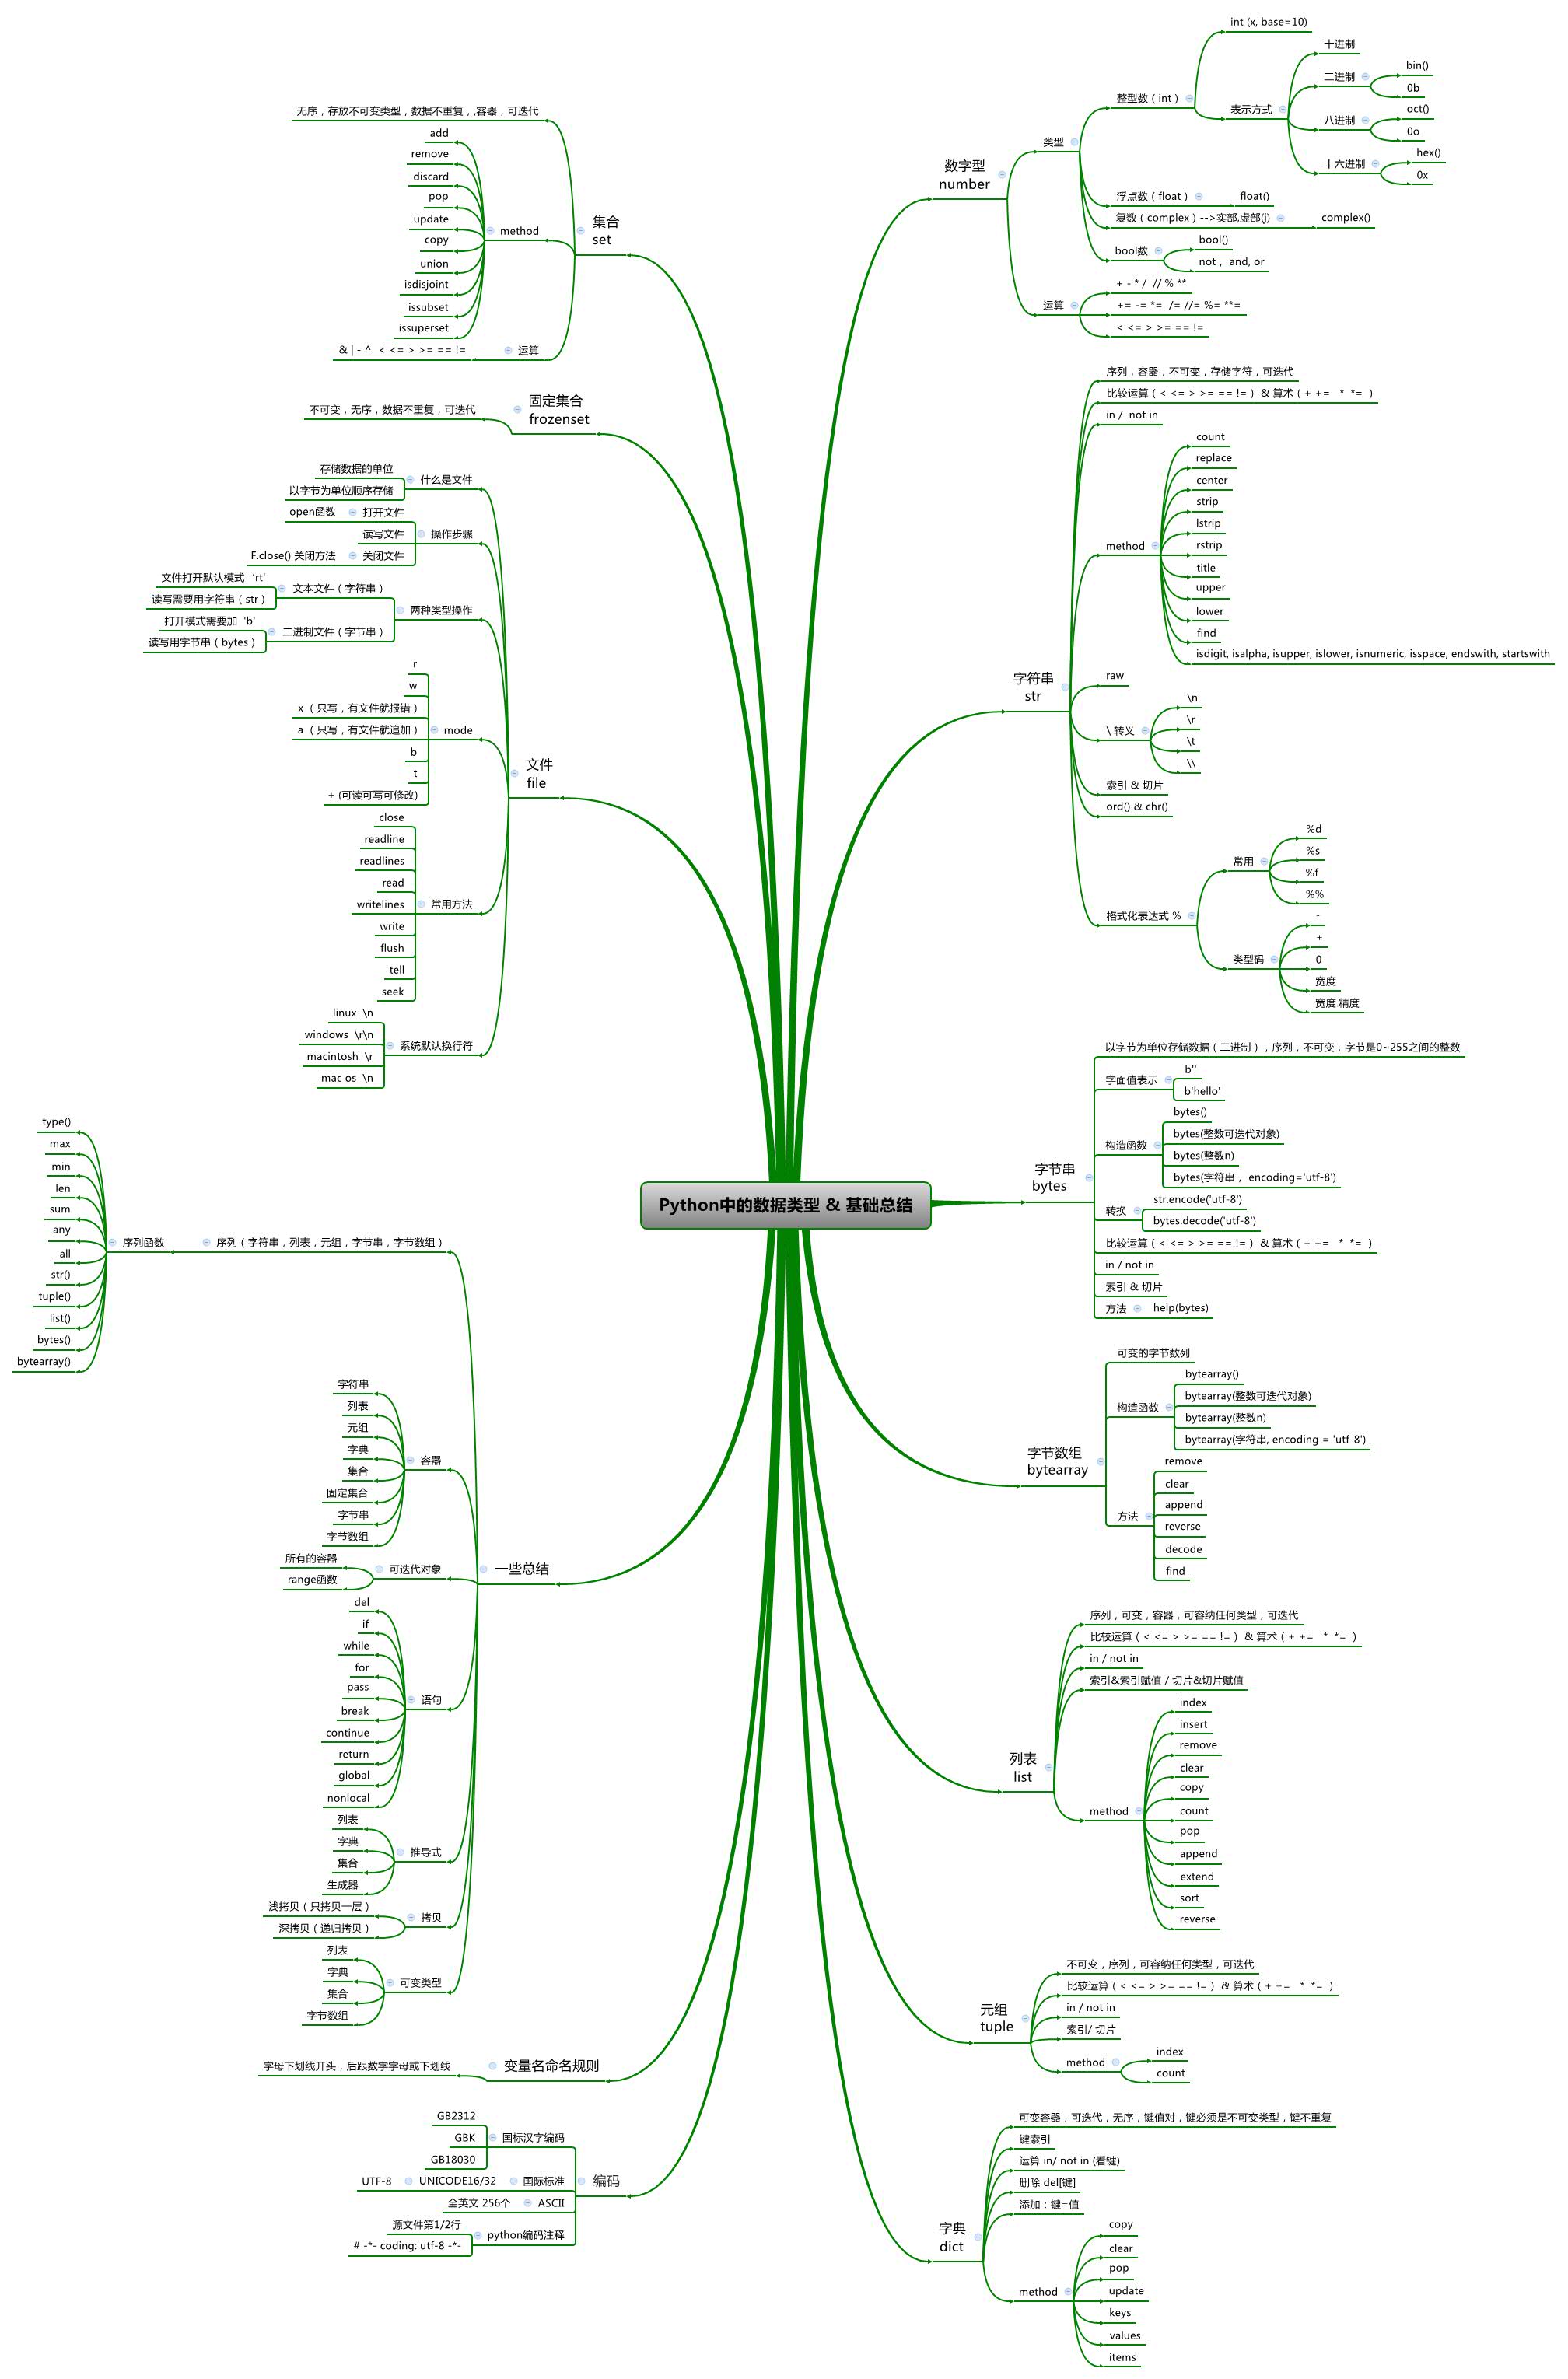 Python中的数据类型 & 基础总结
数字型
number
类型
整型数 ( int )
int (x, base=10)
表示方式
十进制
二进制
bin()
0b
八进制
oct()
0o
十六进制
hex()
0x
浮点数 ( float )
float()
复数 ( complex ) -->实部,虚部(j)
complex()
bool数
bool()
not , and, or
运算
+ - * / // % **
+= -= *= /= //= %= **=
< <= > >= == !=
字符串
str
序列，容器，不可变，存储字符，可迭代
比较运算 ( < <= > >= == != ) & 算术 ( + += * *= )
in / not in
method
count
replace
center
strip
lstrip
rstrip
title
upper
lower
find
isdigit, isalpha, isupper, islower, isnumeric, isspace, endswith, startswith
raw
\ 转义
\n
\r
\t
\\
索引 & 切片
ord() & chr()
格式化表达式 %
常用
%d
%s
%f
%%
类型码
-
+
0
宽度
宽度.精度
字节串
bytes
以字节为单位存储数据 ( 二进制 ) ，序列，不可变，字节是0~255之间的整数
字面值表示
b''
b'hello'
构造函数
bytes()
bytes(整数可迭代对象)
bytes(整数n)
bytes(字符串 ， encoding='utf-8')
转换
str.encode('utf-8')
bytes.decode('utf-8')
比较运算 ( < <= > >= == != ) & 算术 ( + += * *= )
in / not in
索引 & 切片
方法
help(bytes)
字节数组
bytearray
可变的字节数列
构造函数
bytearray()
bytearray(整数可迭代对象)
bytearray(整数n)
bytearray(字符串, encoding = 'utf-8')
方法
remove
clear
append
reverse
decode
find
列表
list
序列，可变，容器，可容纳任何类型，可迭代
比较运算 ( < <= > >= == != ) & 算术 ( + += * *= )
in / not in
索引&索引赋值 / 切片&切片赋值
method
index
insert
remove
clear
copy
count
pop
append
extend
sort
reverse
元组
tuple
不可变，序列，可容纳任何类型，可迭代
比较运算 ( < <= > >= == != ) & 算术 ( + += * *= )
in / not in
索引/ 切片
method
index
count
字典
dict
可变容器，可迭代，无序，键值对，键必须是不可变类型，键不重复
键索引
运算 in/ not in (看键)
删除 del[键]
添加：键=值
method
copy
clear
pop
update
keys
values
items
集合
set
无序，存放不可变类型，数据不重复，,容器，可迭代
method
add
remove
discard
pop
update
copy
union
isdisjoint
issubset
issuperset
运算
& | - ^ < <= > >= == !=
固定集合
frozenset
不可变，无序，数据不重复，可迭代
文件
file
什么是文件
存储数据的单位
以字节为单位顺序存储
操作步骤
打开文件
open函数
读写文件
关闭文件
F.close() 关闭方法
两种类型操作
文本文件 ( 字符串 )
文件打开默认模式 'rt'
读写需要用字符串 ( str )
二进制文件 ( 字节串 )
打开模式需要加 'b'
读写用字节串 ( bytes )
mode
r
w
x ( 只写，有文件就报错 )
a ( 只写，有文件就追加 )
b
t
+ (可读可写可修改)
常用方法
close
readline
readlines
read
writelines
write
flush
tell
seek
系统默认换行符
linux \n
windows \r\n
macintosh \r
mac os \n
一些总结
序列 ( 字符串，列表，元组，字节串，字节数组 )
序列函数
type()
max
min
len
sum
any
all
str()
tuple()
list()
bytes()
bytearray()
容器
字符串
列表
元组
字典
集合
固定集合
字节串
字节数组
可迭代对象
所有的容器
range函数
语句
del
if
while
for
pass
break
continue
return
global
nonlocal
推导式
列表
字典
集合
生成器
拷贝
浅拷贝 ( 只拷贝一层 )
深拷贝 ( 递归拷贝 )
可变类型
列表
字典
集合
字节数组
变量名命名规则
字母下划线开头，后跟数字字母或下划线
编码
国标汉字编码
GB2312
GBK
GB18030
国际标准
UNICODE16/32
UTF-8
ASCII
全英文 256个
python编码注释
源文件第1/2行
# -*- coding: utf-8 -*-